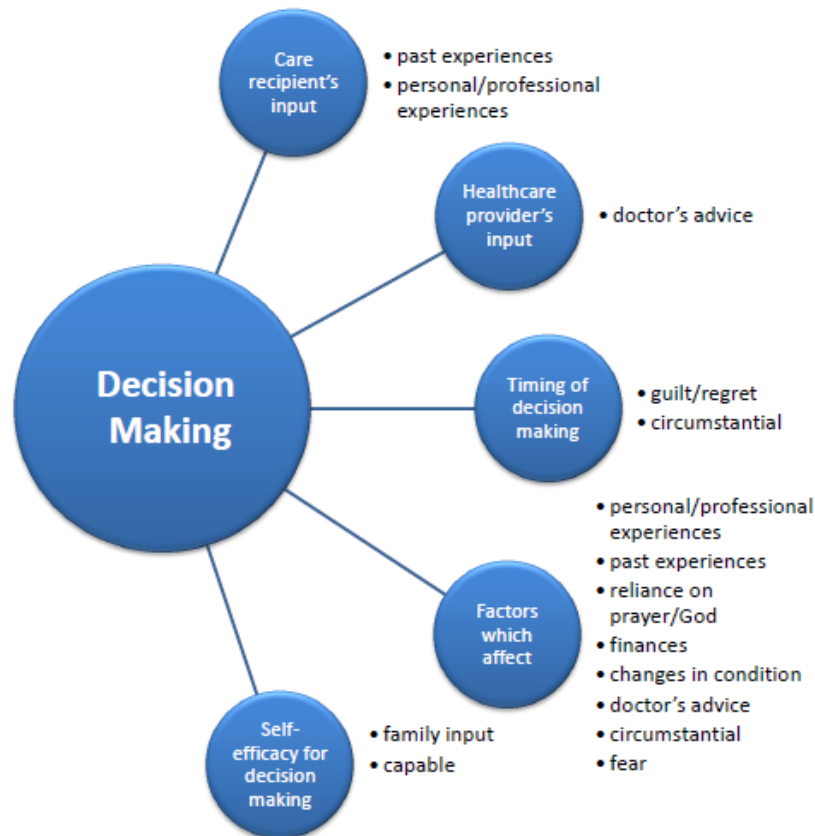 Care
recipient's
input
• past experiences
• personal/professional
experiences
Healthcare
provider's
input
• doctor's advice
Decision
Making
Timing of
decision
making
• guilt/regret
• circumstantial
Factors
which
affect
• personal/professional
experiences
• past experiences
• reliance on
prayer/God
• finances
• changes in condition
• doctor's advice
• circumstantial
• fear
Self-
efficacy for
decision
making
• family input
• capable